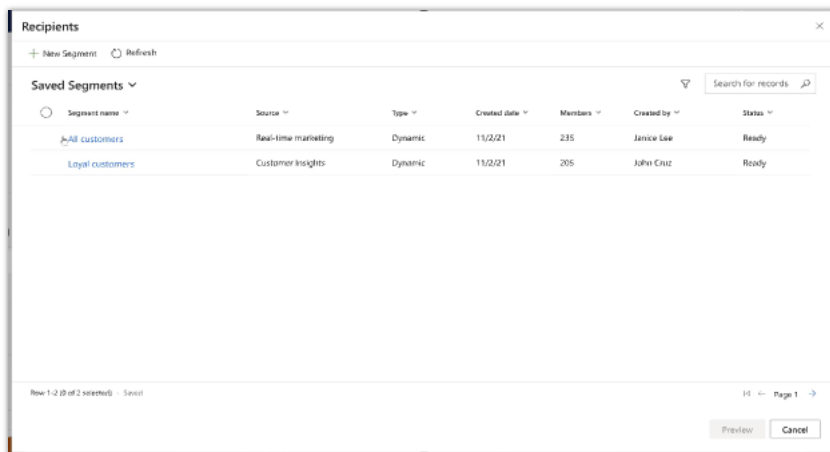 Recipients
New Segment Refresh
Saved Segments
Search for records
Segment name Source Type Created date Members Created by Status
All customers Real-time marketing Dynamic 11/2/21 235 Janice Lee Ready
Loyal customers Customer Insights Dynamic 11/2/21 205 John Cruz Ready
Row 1-2 (0 of 2 selected) - Saved
Page 1
Preview Cancel